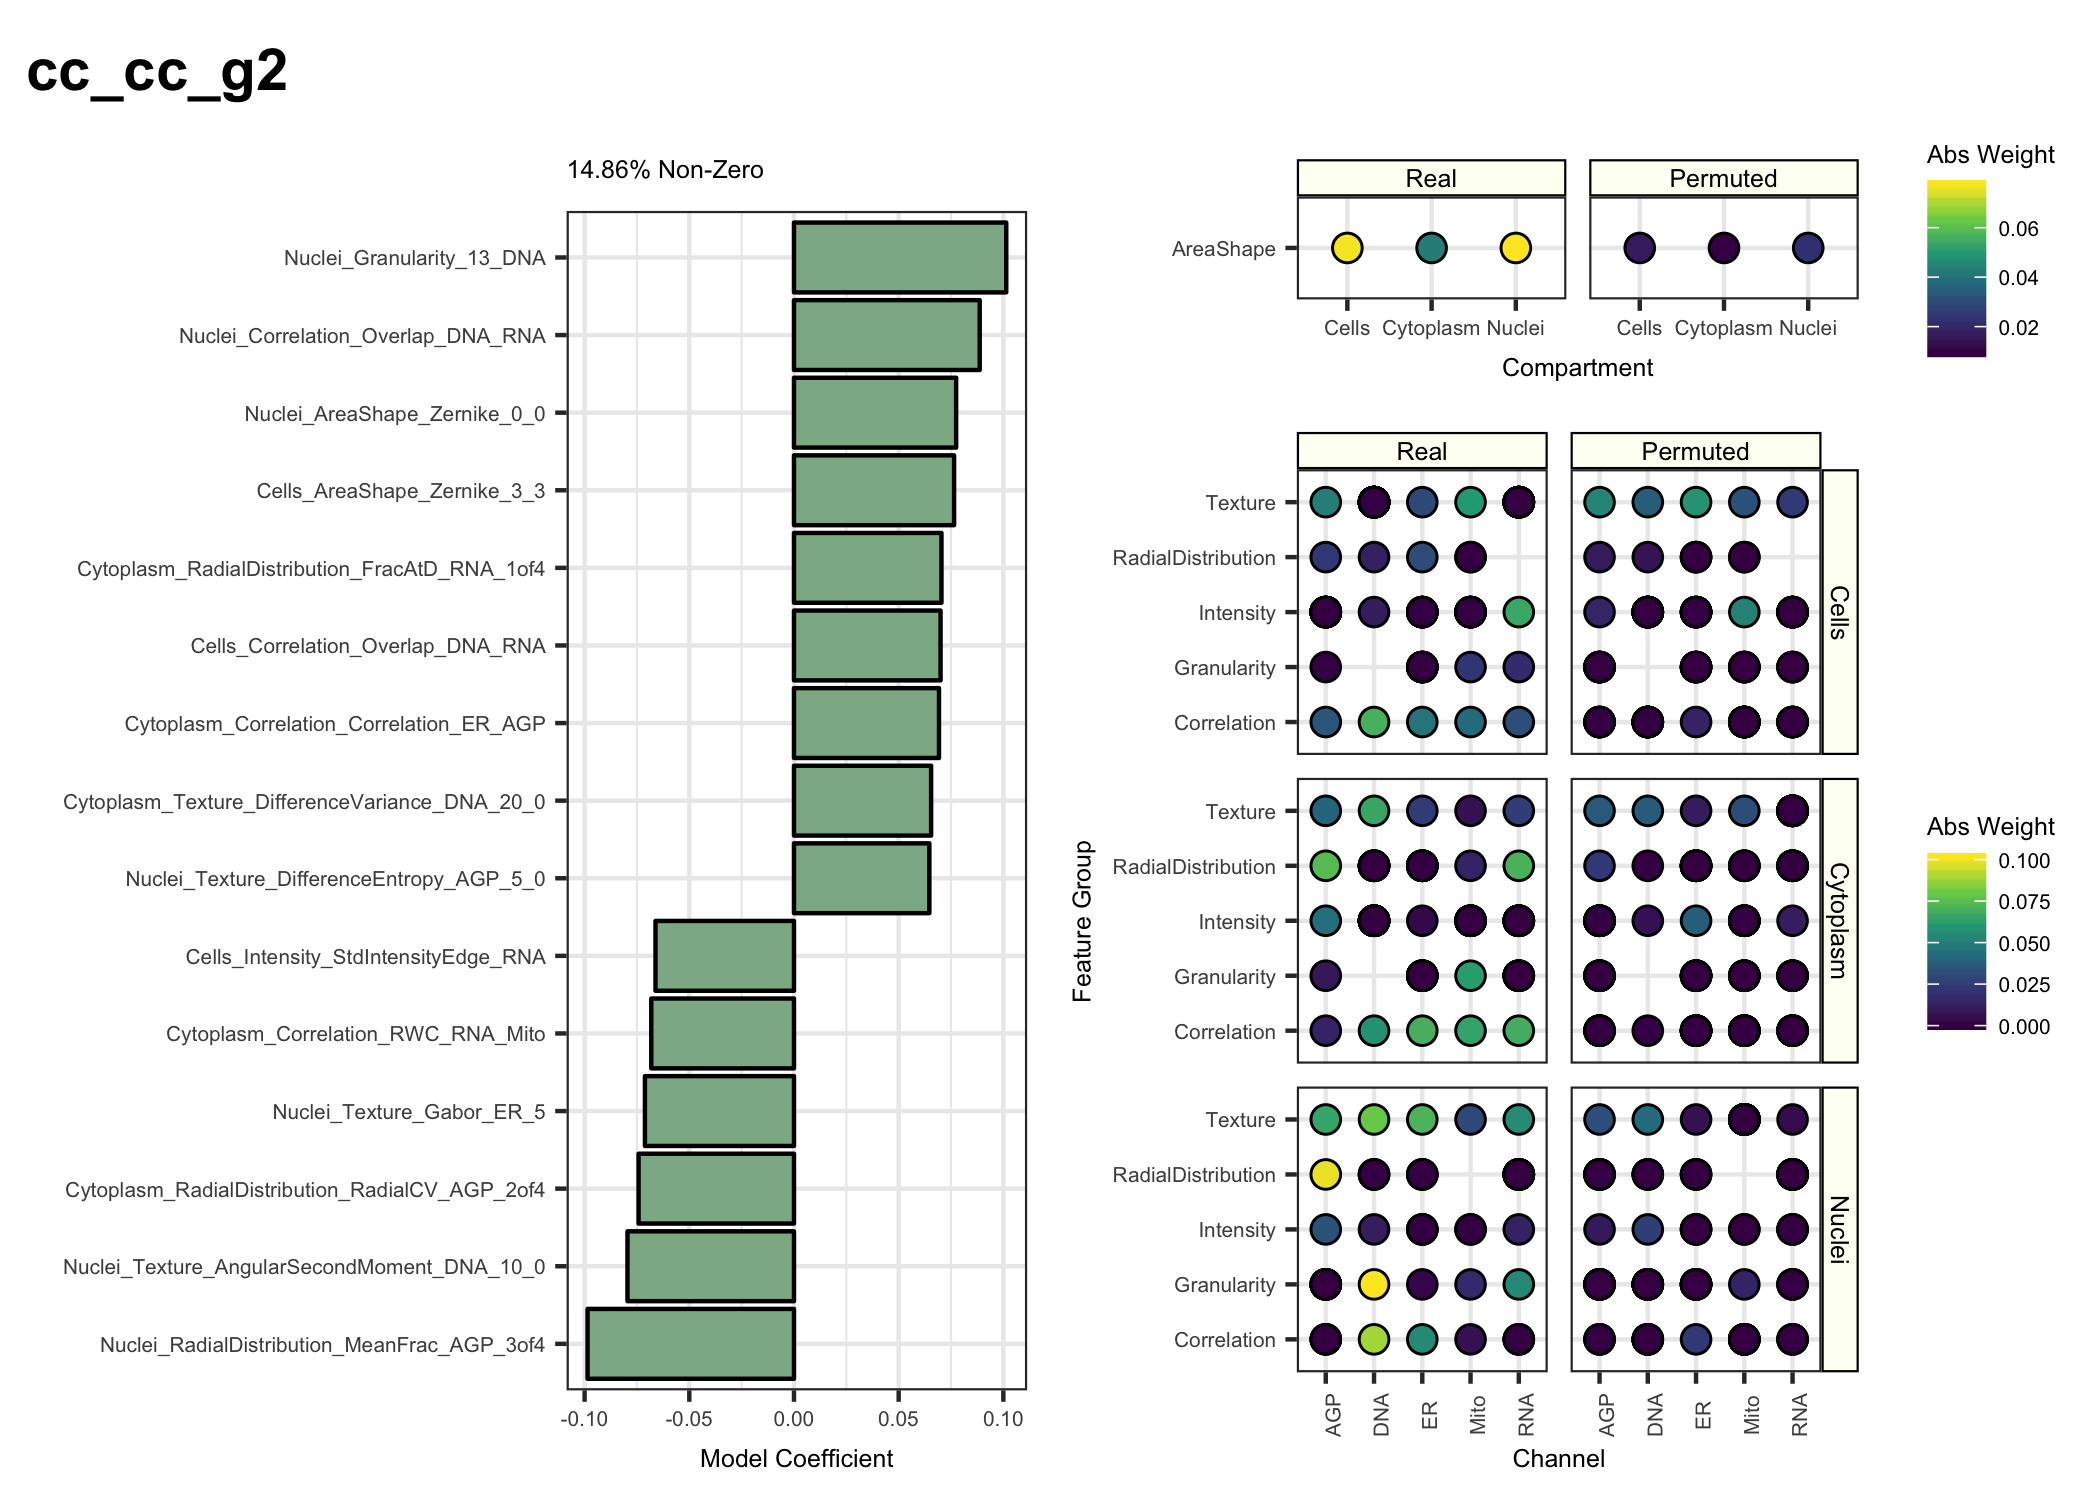 cc_cc_g2
14.86% Non-Zero
Nuclei_Granularity_13_DNA
Nuclei_Correlation_Overlap_DNA_RNA
Nuclei_AreaShape_Zernike_0_0
Cells_AreaShape_Zernike_3_3
Cytoplasm_RadialDistribution_FracAtD_RNA_1of4
Cells_Correlation_Overlap_DNA_RNA
Cytoplasm_Correlation_Correlation_ER_AGP
Cytoplasm_Texture_DifferenceVariance_DNA_20_0
Nuclei_Texture_DifferenceEntropy_AGP_5_0
Cells_Intensity_StdIntensityEdge_RNA
Cytoplasm_Correlation_RWC_RNA_Mito
Nuclei_Texture_Gabor_ER_5
Cytoplasm_RadialDistribution_RadialCV_AGP_2of4
Nuclei_Texture_AngularSecondMoment_DNA_10_0
Nuclei_RadialDistribution_MeanFrac_AGP_3of4
-0.10 -0.05 0.00 0.05 0.10
Model Coefficient
Real Permuted
AreaShape
Cells Cytoplasm Nuclei Cells Cytoplasm Nuclei
Compartment
Abs Weight
0.06
0.04
0.02
Real Permuted
Feature Group
Texture
RadialDistribution
Intensity
Granularity
Correlation
Cells
Texture
RadialDistribution
Intensity
Granularity
Correlation
Cytoplasm
Texture
RadialDistribution
Intensity
Granularity
Correlation
Nuclei
AGP DNA ER Mito RNA AGP DNA ER Mito RNA
Channel
Abs Weight
0.100
0.075
0.050
0.025
0.000